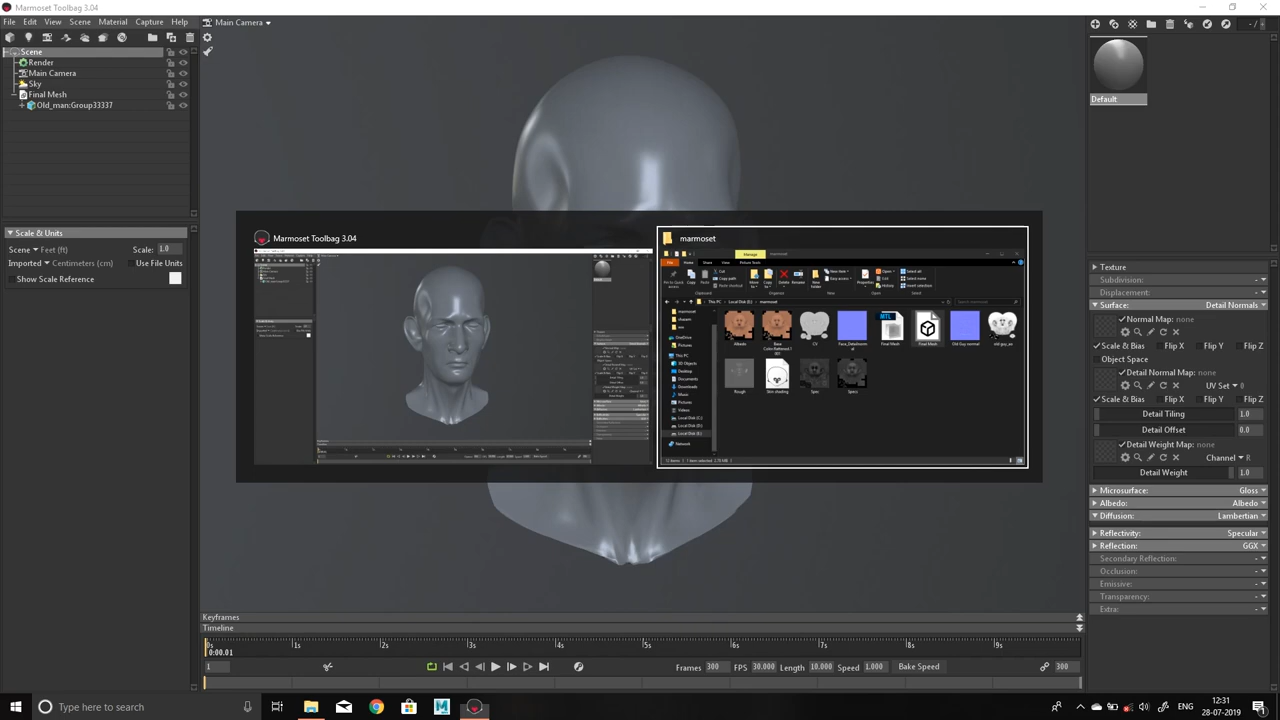 Marmoset Toolbag 3.04
File Edit View Scene Material Capture Help
Main Camera
- / -
Scene
Render
Main Camera
Sky
Final Mesh
Old_man:Group33337
Default
Scale & Units
Scene Feet (ft) Scale: 1.0
Imported Centimeters (cm) Use File Units
Show Scale Reference
Marmoset Toolbag 3.04
marmoset
Texture
Subdivision: -
Displacement: -
Surface: Detail Normals
Normal Map: none
Scale & Bias Flip X Flip Y Flip Z
Object Space
Detail Normal Map: none
UV Set 0
Scale & Bias Flip X Flip Y Flip Z
Detail Tiling 1.0
Detail Offset 0.0
Detail Weight Map: none
Channel R
Detail Weight 1.0
Microsurface: Gloss
Albedo: Albedo
Diffusion: Lambertian
Reflectivity: Specular
Reflection: GGX
Secondary Reflection: -
Occlusion: -
Emissive: -
Transparency: -
Extra: -
Keyframes
Timeline
0s 1s 2s 3s 4s 5s 6s 7s 8s 9s
0:00.01
1 Frames 300 FPS 30.000 Length 10.000 Speed 1.000 Bake Speed 300
Type here to search
ENG
12:31
28-07-2019